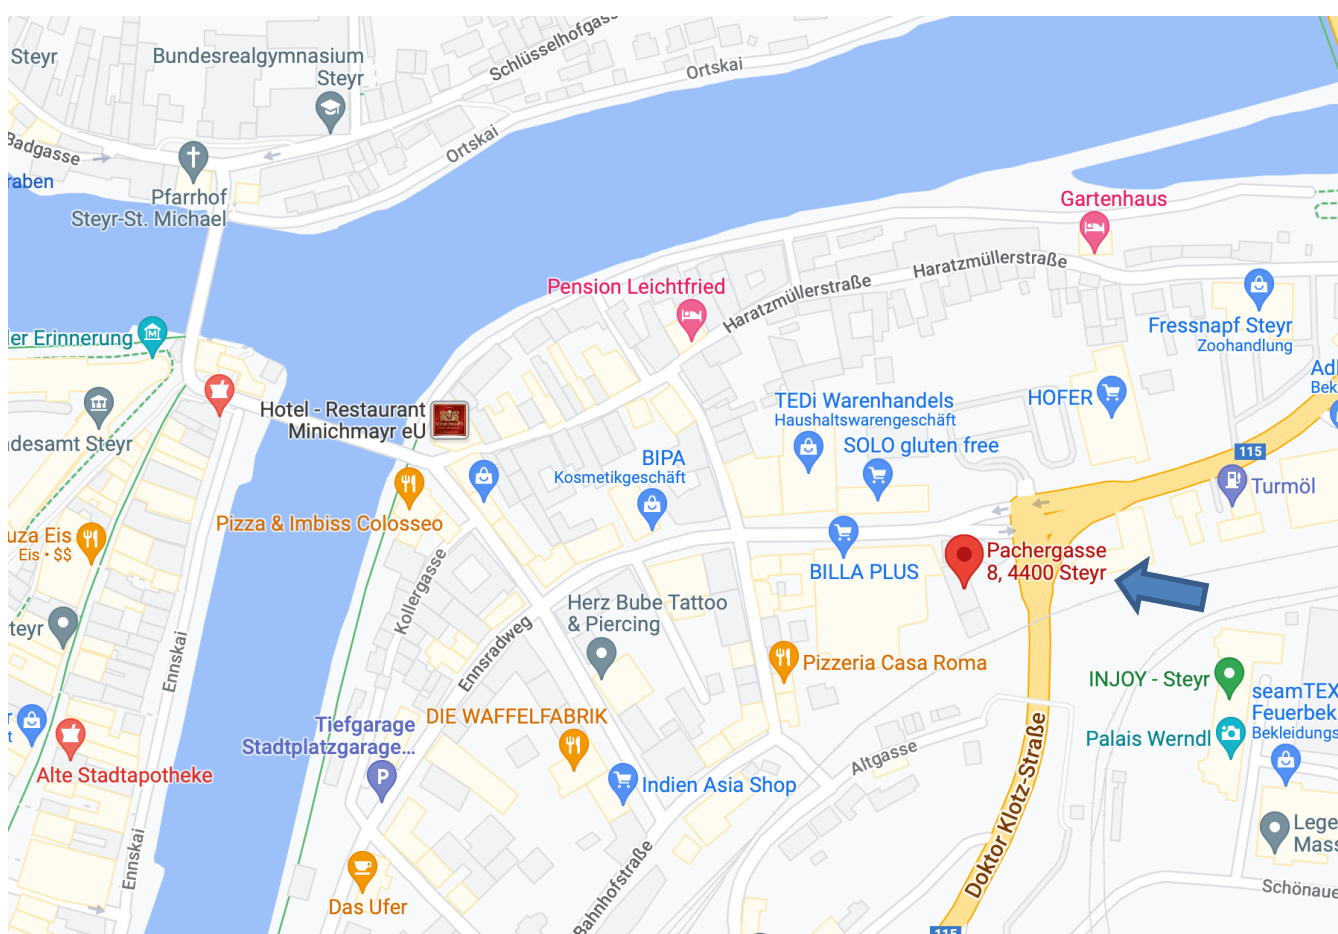 Steyr
Bundesrealgymnasium
Steyr
Schlüsselhofgass
Ortskai
Ortskai
Badgasse
raben
Pfarrhof
Steyr-St. Michael
Gartenhaus
Haratzmüllerstraße
Haratzmüllerstraße
Pension Leichtfried
Fressnapf Steyr
Zoohandlung
ler Erinnerung
M
Adl
Bek
HOFER
Hotel - Restaurant
Minichmayr eU
TEDi Warenhandels
Haushaltswarengeschäft
SOLO gluten free
ndesamt Steyr
BIPA
Kosmetikgeschäft
115
Turmöl
Pizza & Imbiss Colosseo
uza Eis
Eis • $$
Pachergasse
8, 4400 Steyr
BILLA PLUS
Kollergasse
Herz Bube Tattoo
& Piercing
teyr
Ennskai
Ennsradweg
Pizzeria Casa Roma
INJOY - Steyr
seamTEX
Feuerbek
Bekleidungs
Palais Werndl
r
t
DIE WAFFELFABRIK
Tiefgarage
Stadtplatzgarage...
P
Alte Stadtapotheke
Indien Asia Shop
Altgasse
Doktor Klotz-Straße
Ennskai
Lege
Mass
Bahnhofstraße
Das Ufer
Schönaue
115